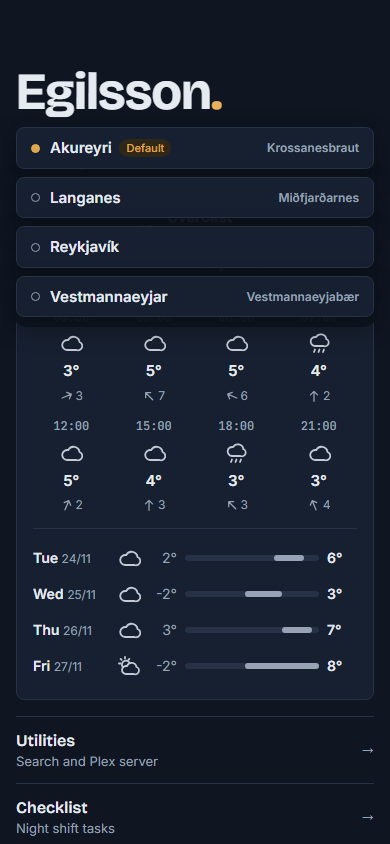 Egilsson.
Akureyri Default Krossanesbraut
Langanes Miðfjarðarnes
Reykjavík
Vestmannaeyjar Vestmannaeyjabær
3° 5° 5° 4°
3 7 6 2
12:00 15:00 18:00 21:00
5° 4° 3° 3°
2 3 3 4
Tue 24/11 2° 6°
Wed 25/11 -2° 3°
Thu 26/11 3° 7°
Fri 27/11 -2° 8°
Utilities
Search and Plex server →
Checklist
Night shift tasks →